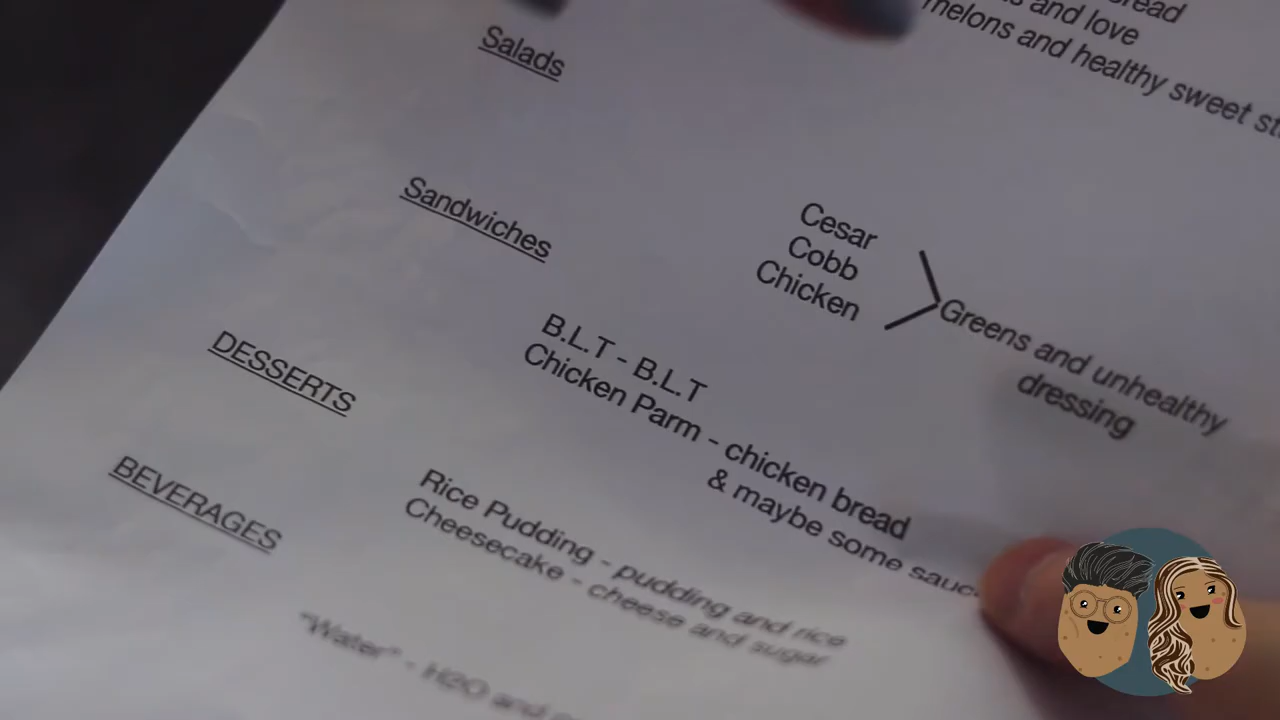 bread
and love
melons and healthy sweet
Salads
Cesar
Cobb
Chicken
Greens and unhealthy
dressing
Sandwiches
B.L.T - B.L.T
Chicken Parm - chicken bread
& maybe some sauc
DESSERTS
Rice Pudding - pudding and rice
Cheesecake - cheese and sugar
BEVERAGES
"Water" - H2O and